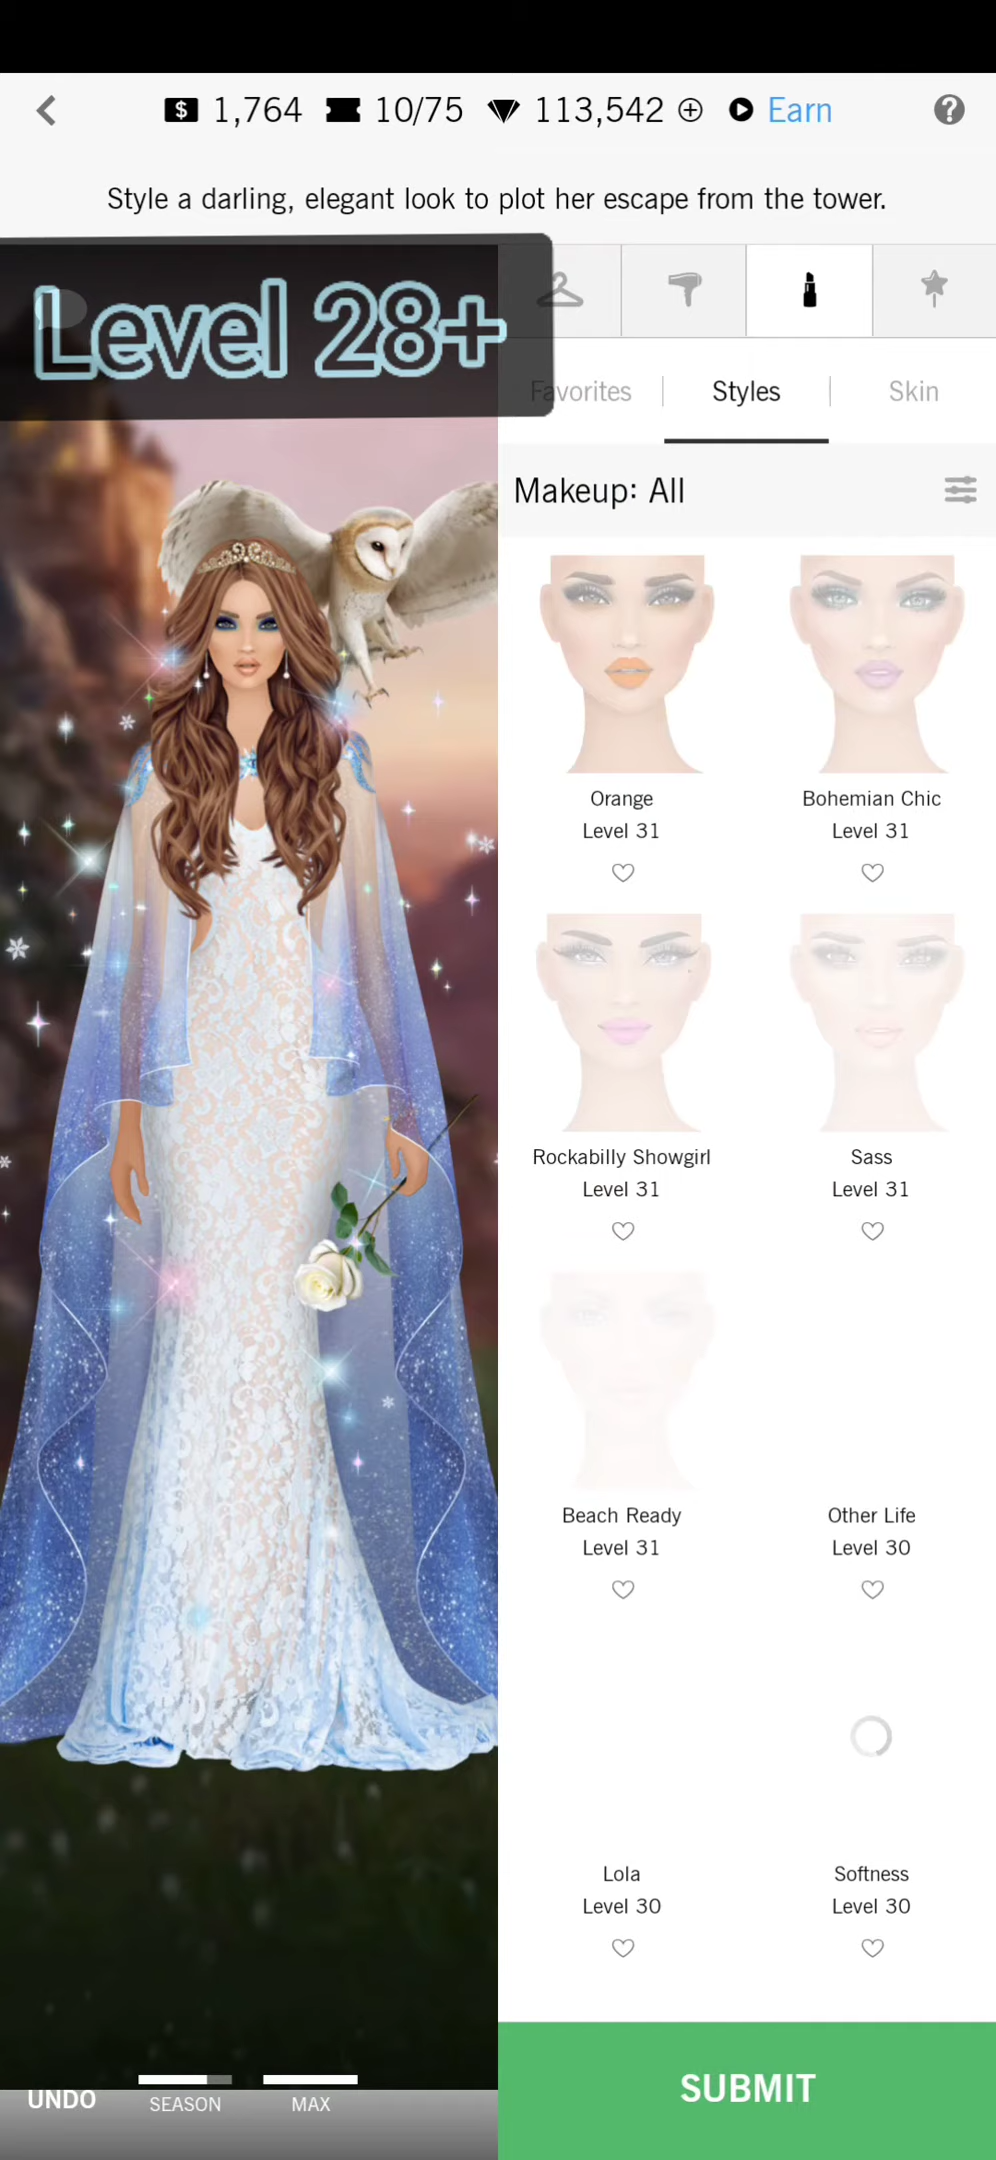 $ 1,764 10/75 113,542 Earn ?
Style a darling, elegant look to plot her escape from the tower.
Level 28+
Favorites Styles Skin
Makeup: All
Orange Bohemian Chic
Level 31 Level 31
Rockabilly Showgirl Sass
Level 31 Level 31
Beach Ready Other Life
Level 31 Level 30
Lola Softness
Level 30 Level 30
UNDO SEASON MAX SUBMIT